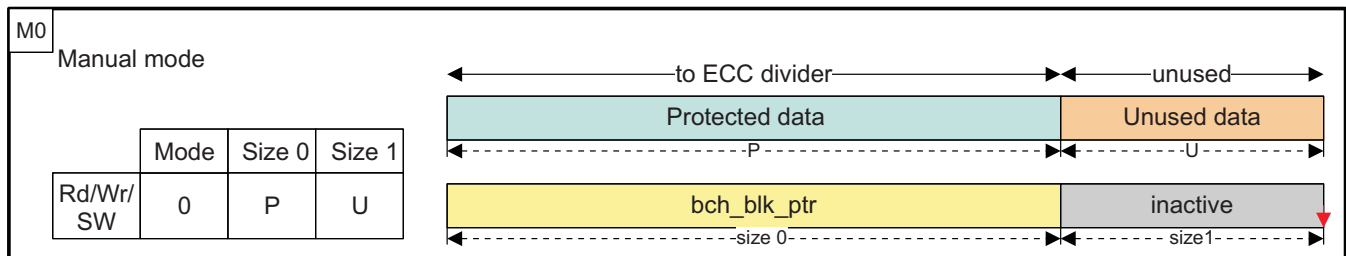 M0
Manual mode
to ECC divider unused
Protected data Unused data
P U
Mode Size 0 Size 1
Rd/Wr/
SW 0 P U
bch_blk_ptr inactive
size 0 size1